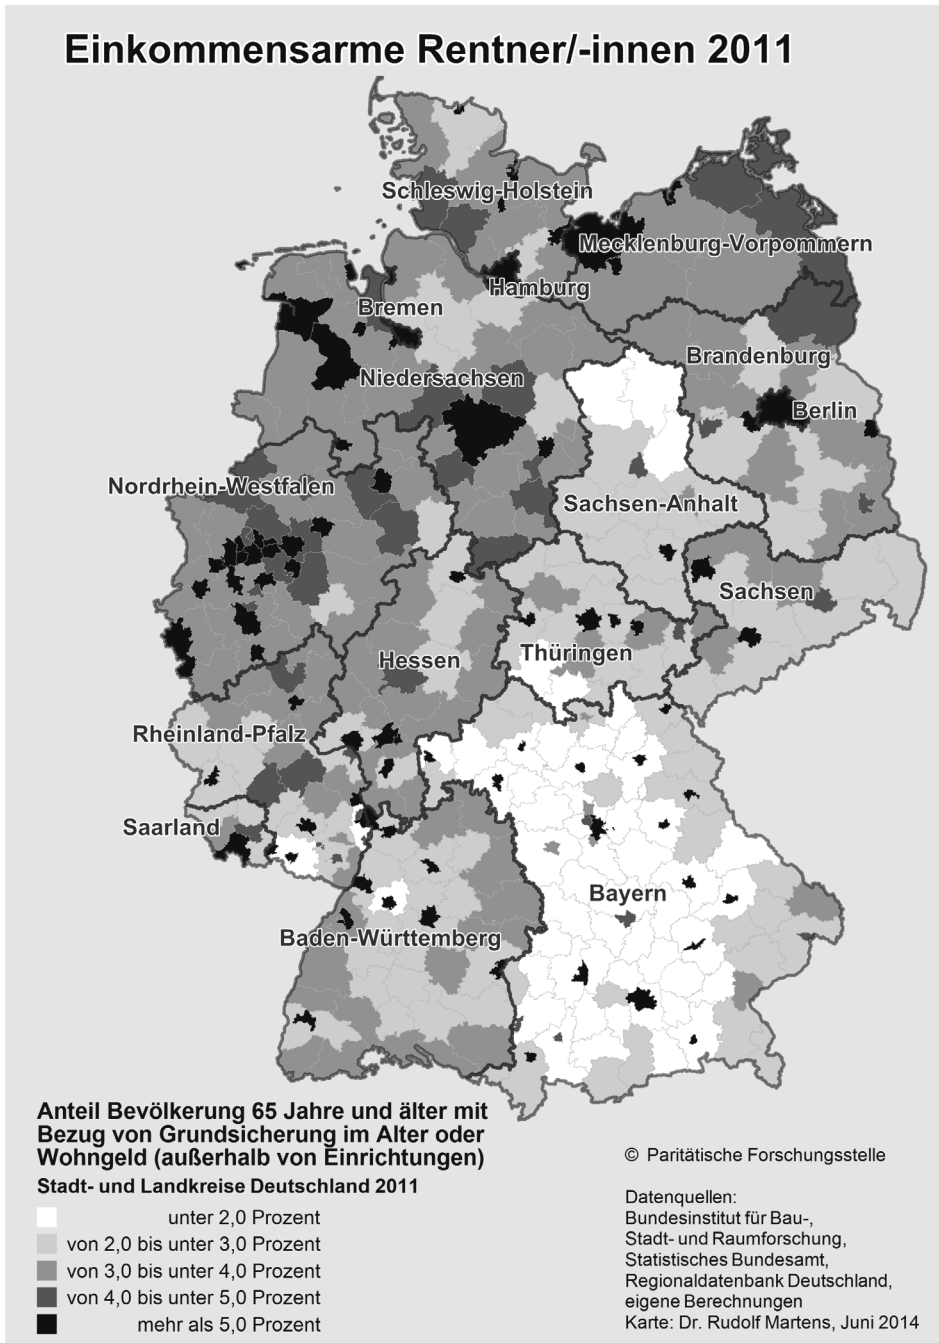 Einkommensarme Rentner/-innen 2011
Schleswig-Holstein
Mecklenburg-Vorpommern
Hamburg
Bremen
Brandenburg
Niedersachsen
Berlin
Nordrhein-Westfalen
Sachsen-Anhalt
Sachsen
Thüringen
Hessen
Rheinland-Pfalz
Saarland
Bayern
Baden-Württemberg
Anteil Bevölkerung 65 Jahre und älter mit
Bezug von Grundsicherung im Alter oder
Wohngeld (außerhalb von Einrichtungen)
Stadt- und Landkreise Deutschland 2011
unter 2,0 Prozent
von 2,0 bis unter 3,0 Prozent
von 3,0 bis unter 4,0 Prozent
von 4,0 bis unter 5,0 Prozent
mehr als 5,0 Prozent
© Paritätische Forschungsstelle
Datenquellen:
Bundesinstitut für Bau-,
Stadt- und Raumforschung,
Statistisches Bundesamt,
Regionaldatenbank Deutschland,
eigene Berechnungen
Karte: Dr. Rudolf Martens, Juni 2014